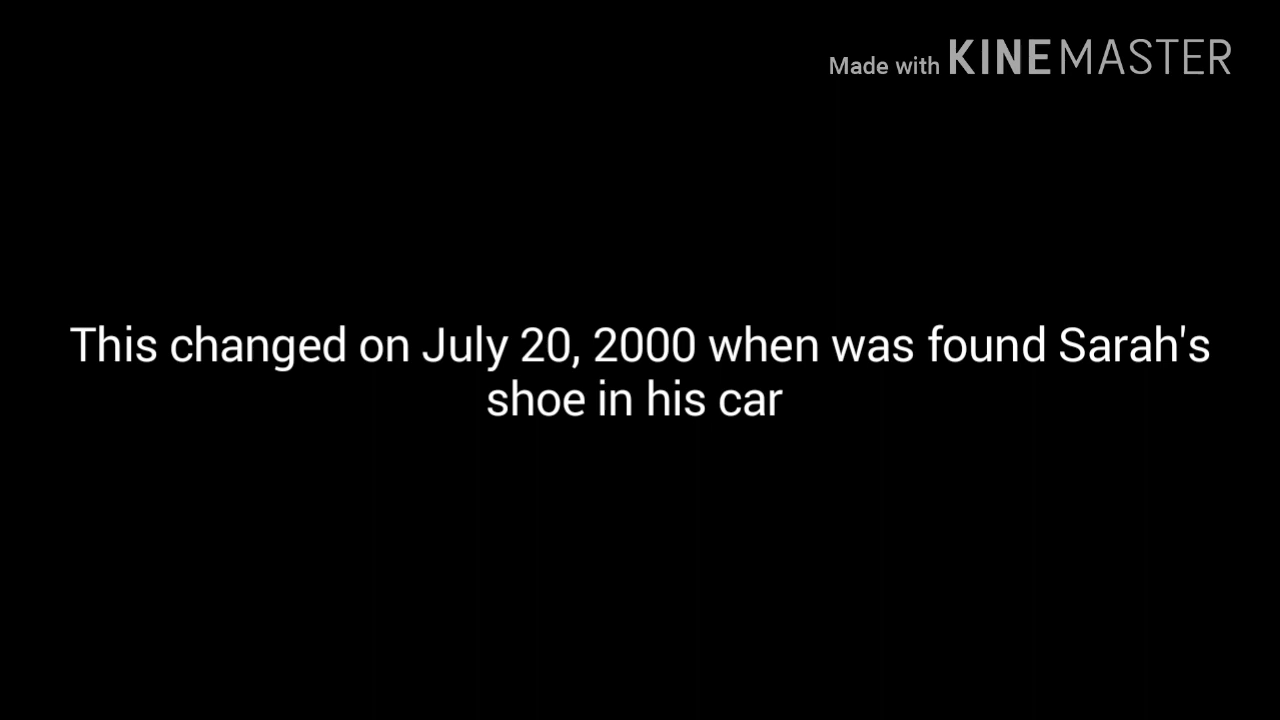 Made with KINEMASTER
This changed on July 20, 2000 when was found Sarah's
shoe in his car